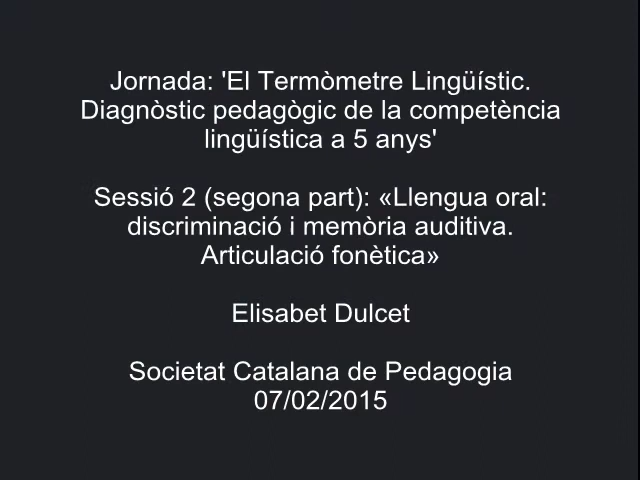 Jornada: 'El Termòmetre Lingüístic.
Diagnòstic pedagògic de la competència
lingüística a 5 anys'
Sessió 2 (segona part): «Llengua oral:
discriminació i memòria auditiva.
Articulació fonètica»
Elisabet Dulcet
Societat Catalana de Pedagogia
07/02/2015